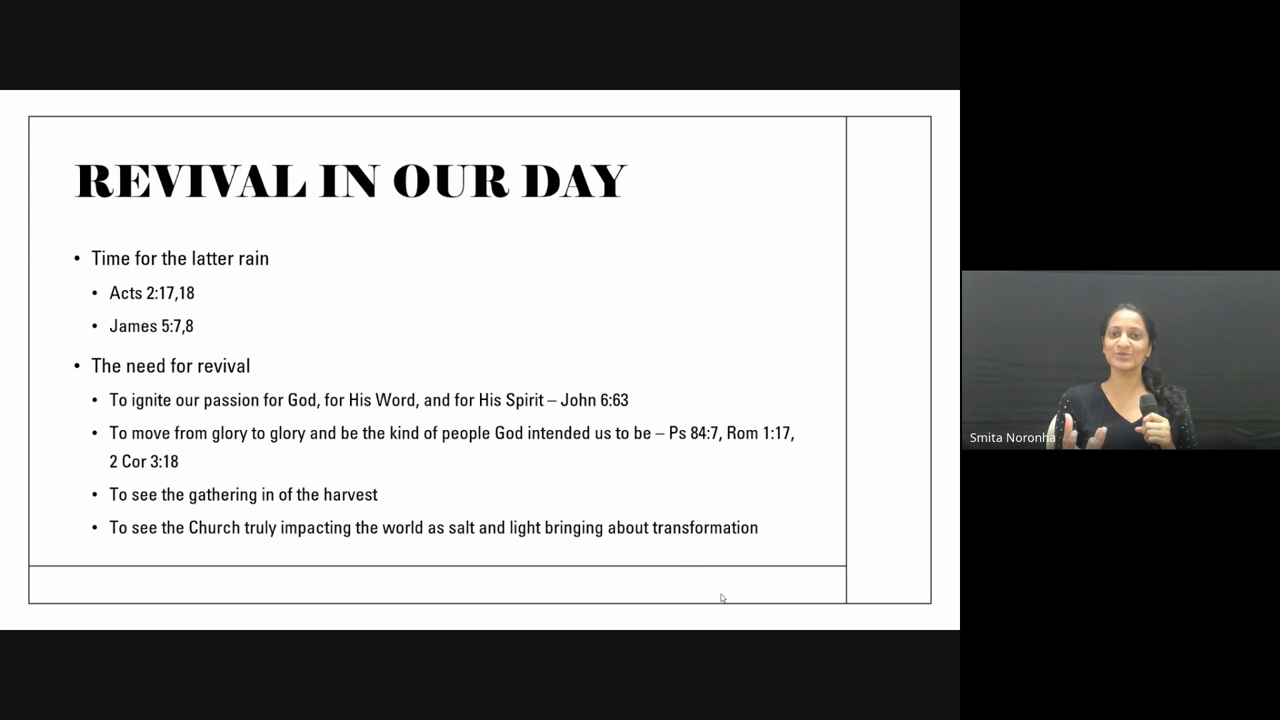 REVIVAL IN OUR DAY
• Time for the latter rain
• Acts 2:17,18
• James 5:7,8
• The need for revival
• To ignite our passion for God, for His Word, and for His Spirit – John 6:63
• To move from glory to glory and be the kind of people God intended us to be – Ps 84:7, Rom 1:17,
2 Cor 3:18
• To see the gathering in of the harvest
• To see the Church truly impacting the world as salt and light bringing about transformation
Smita Noronha